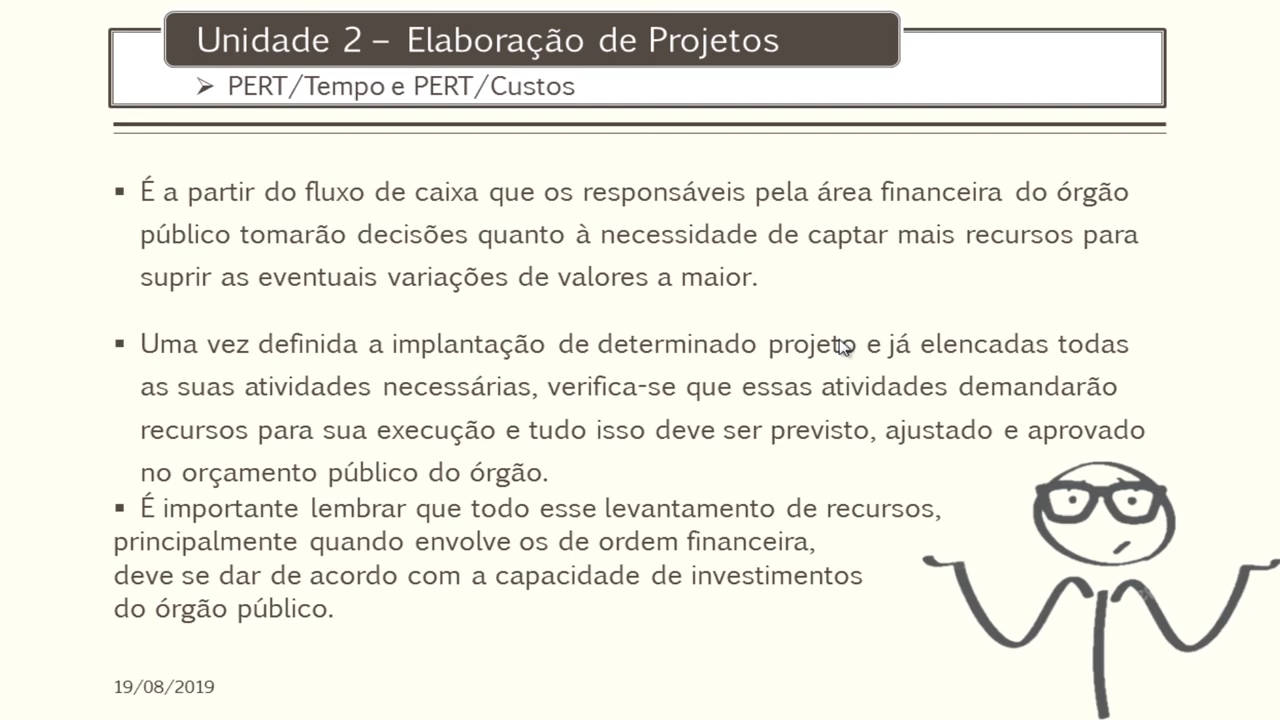 Unidade 2 – Elaboração de Projetos
➢ PERT/Tempo e PERT/Custos
▪ É a partir do fluxo de caixa que os responsáveis pela área financeira do órgão
público tomarão decisões quanto à necessidade de captar mais recursos para
suprir as eventuais variações de valores a maior.
▪ Uma vez definida a implantação de determinado projeto e já elencadas todas
as suas atividades necessárias, verifica-se que essas atividades demandarão
recursos para sua execução e tudo isso deve ser previsto, ajustado e aprovado
no orçamento público do órgão.
▪ É importante lembrar que todo esse levantamento de recursos,
principalmente quando envolve os de ordem financeira,
deve se dar de acordo com a capacidade de investimentos
do órgão público.
19/08/2019